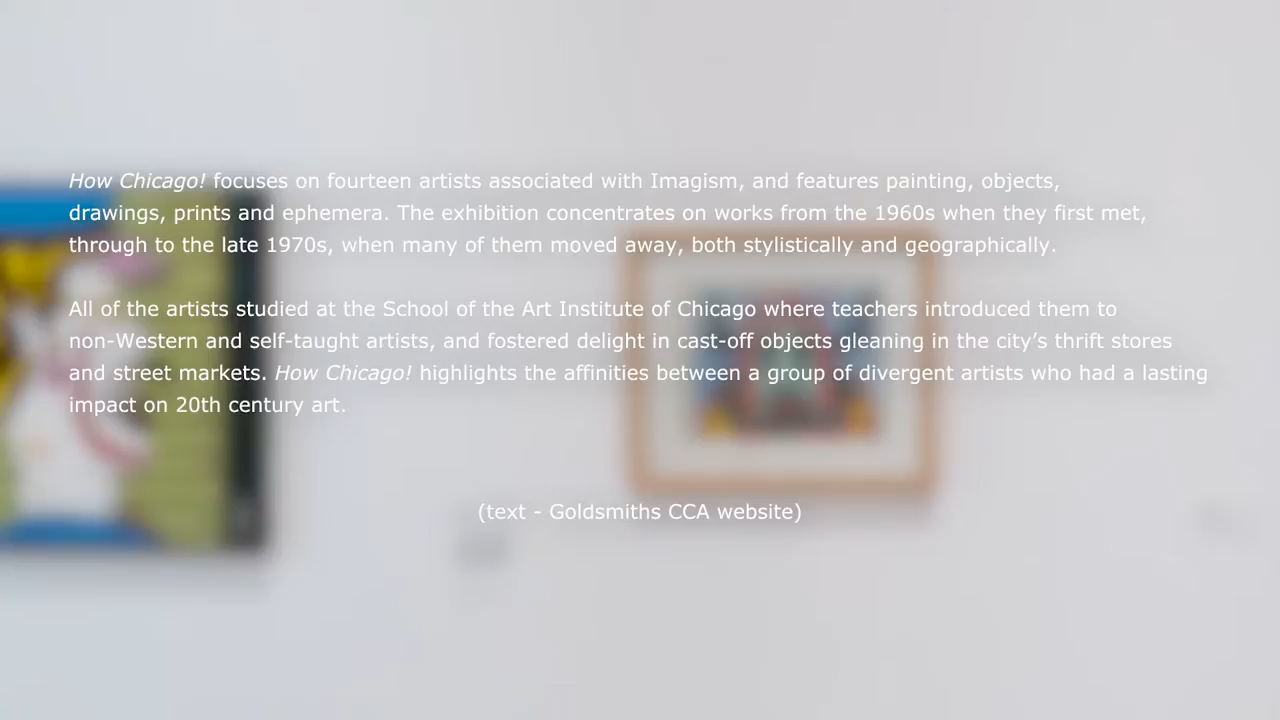 How Chicago! focuses on fourteen artists associated with Imagism, and features painting, objects,
drawings, prints and ephemera. The exhibition concentrates on works from the 1960s when they first met,
through to the late 1970s, when many of them moved away, both stylistically and geographically.
All of the artists studied at the School of the Art Institute of Chicago where teachers introduced them to
non-Western and self-taught artists, and fostered delight in cast-off objects gleaning in the city’s thrift stores
and street markets. How Chicago! highlights the affinities between a group of divergent artists who had a lasting
impact on 20th century art.
(text - Goldsmiths CCA website)